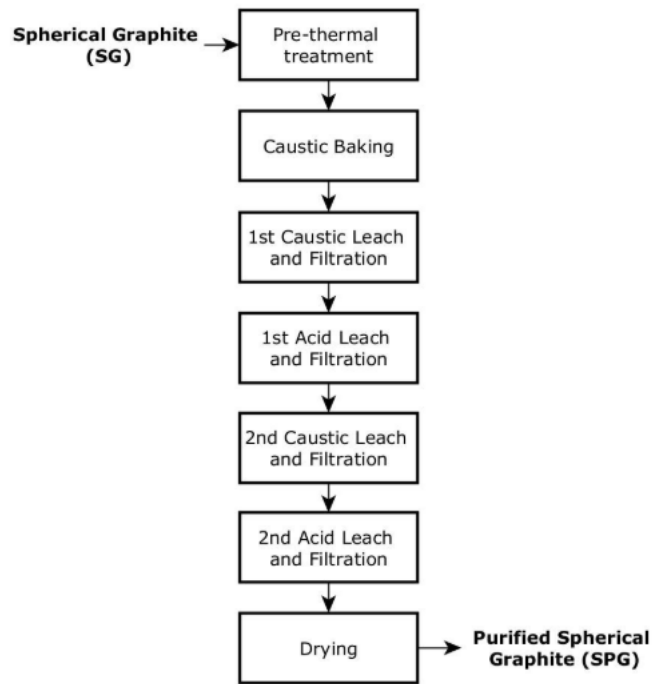 Spherical Graphite
(SG)
Pre-thermal
treatment
Caustic Baking
1st Caustic Leach
and Filtration
1st Acid Leach
and Filtration
2nd Caustic Leach
and Filtration
2nd Acid Leach
and Filtration
Drying
Purified Spherical
Graphite (SPG)